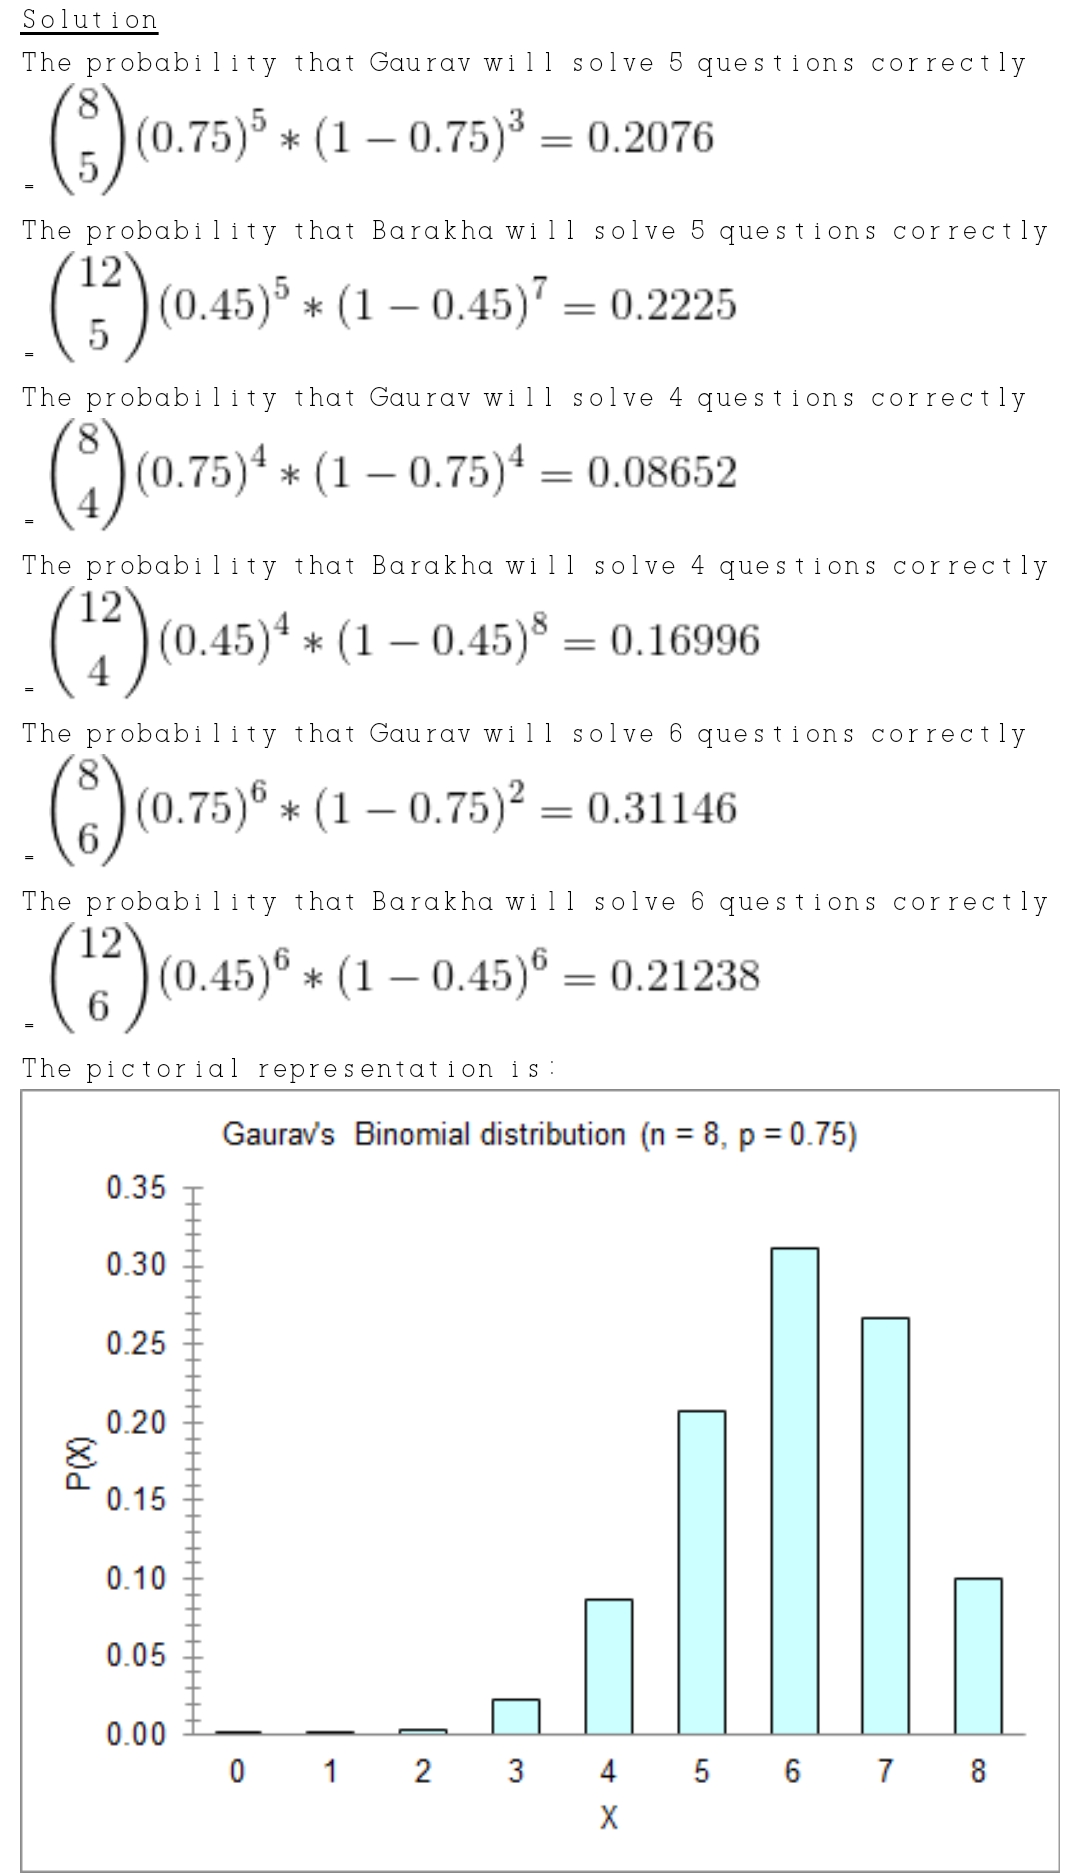 Solution
The probability that Gaurav will solve 5 questions correctly
= (8 5) (0.75)^5 * (1 − 0.75)^3 = 0.2076
The probability that Barakha will solve 5 questions correctly
= (12 5) (0.45)^5 * (1 − 0.45)^7 = 0.2225
The probability that Gaurav will solve 4 questions correctly
= (8 4) (0.75)^4 * (1 − 0.75)^4 = 0.08652
The probability that Barakha will solve 4 questions correctly
= (12 4) (0.45)^4 * (1 − 0.45)^8 = 0.16996
The probability that Gaurav will solve 6 questions correctly
= (8 6) (0.75)^6 * (1 − 0.75)^2 = 0.31146
The probability that Barakha will solve 6 questions correctly
= (12 6) (0.45)^6 * (1 − 0.45)^6 = 0.21238
The pictorial representation is:
Gaurav's Binomial distribution (n = 8, p = 0.75)
0.35
0.30
0.25
0.20
P(X)
0.15
0.10
0.05
0.00
0 1 2 3 4 5 6 7 8
X